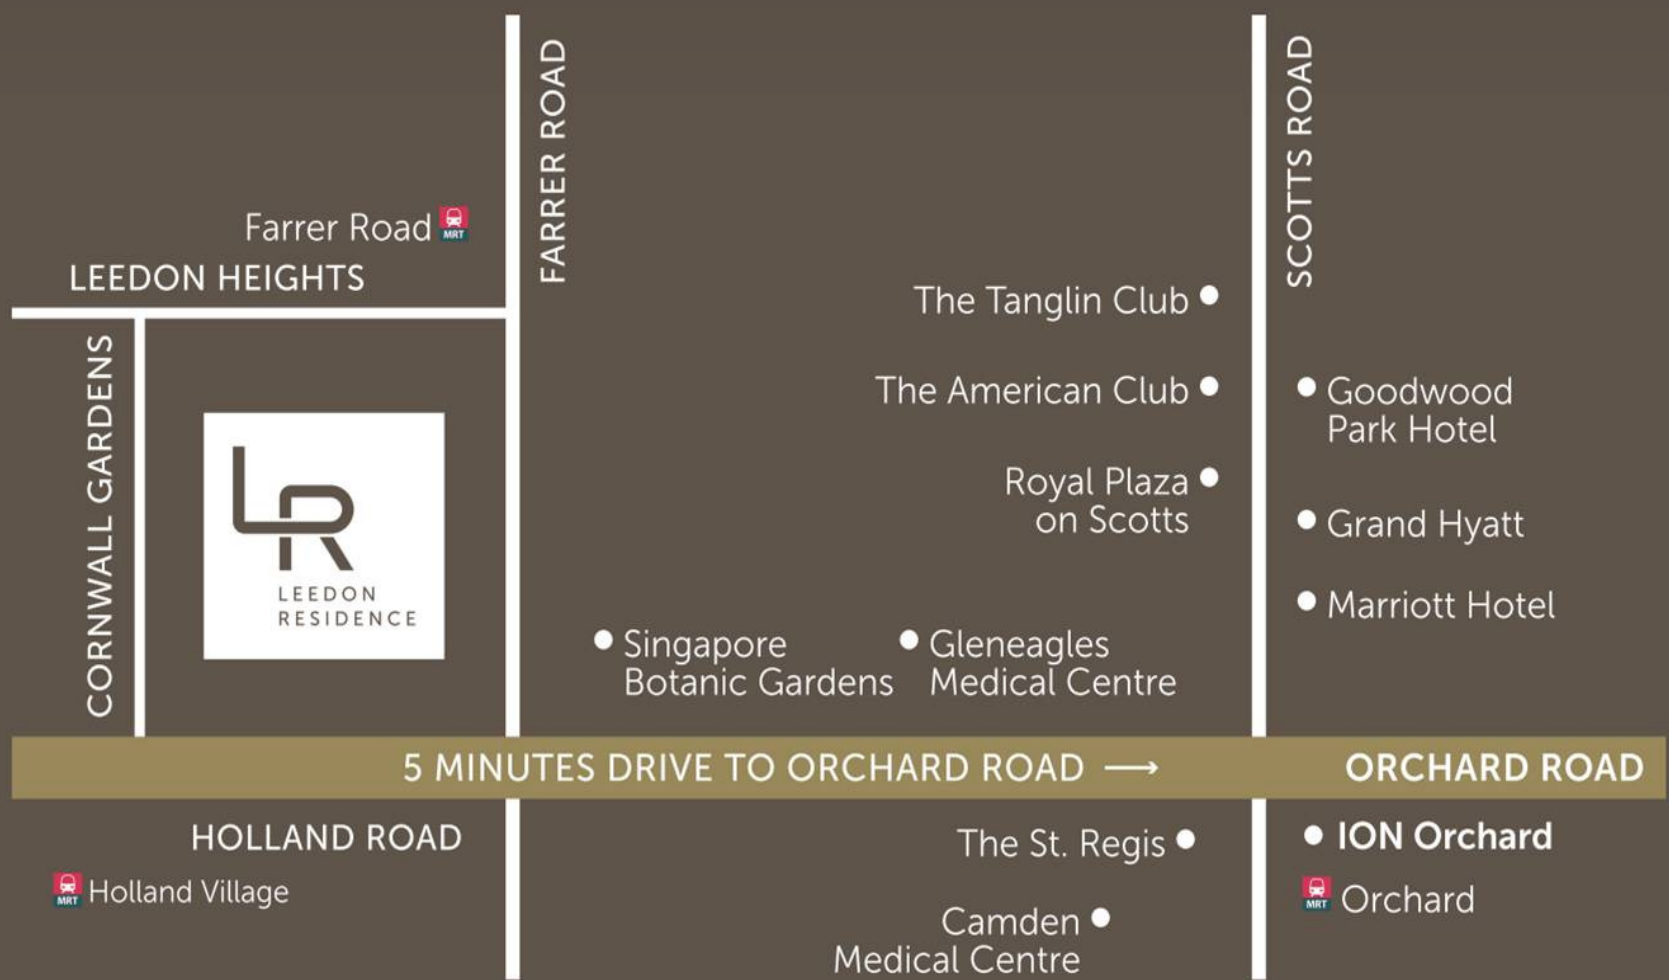 FARRER ROAD
SCOTTS ROAD
Farrer Road
MRT
LEEDON HEIGHTS
CORNWALL GARDENS
LR
LEEDON
RESIDENCE
The Tanglin Club
The American Club
Royal Plaza
on Scotts
Goodwood
Park Hotel
Grand Hyatt
Marriott Hotel
Singapore
Botanic Gardens
Gleneagles
Medical Centre
5 MINUTES DRIVE TO ORCHARD ROAD →
ORCHARD ROAD
HOLLAND ROAD
MRT
Holland Village
The St. Regis
Camden
Medical Centre
ION Orchard
MRT
Orchard